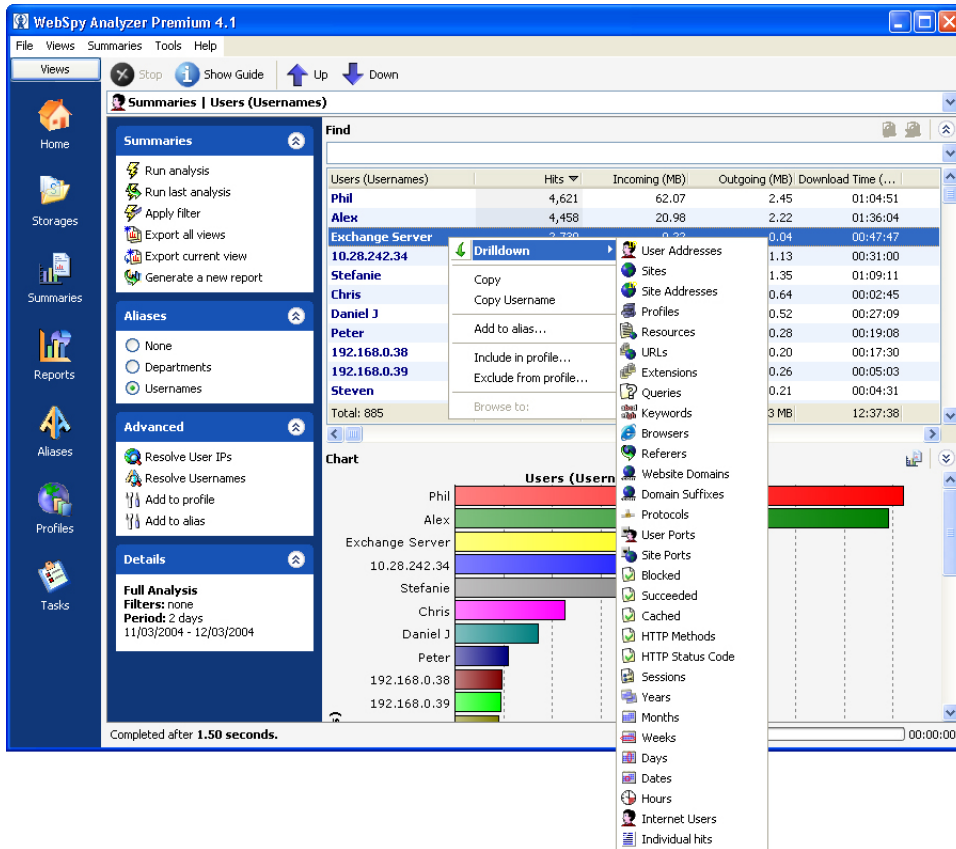 WebSpy Analyzer Premium 4.1
File Views Summaries Tools Help
Views
Stop Show Guide Up Down
Summaries | Users (Usernames)
Home
Storages
Summaries
Reports
Aliases
Profiles
Tasks
Summaries
Run analysis
Run last analysis
Apply filter
Export all views
Export current view
Generate a new report
Aliases
None
Departments
Usernames
Advanced
Resolve User IPs
Resolve Usernames
Add to profile
Add to alias
Details
Full Analysis
Filters: none
Period: 2 days
11/03/2004 - 12/03/2004
Find
Users (Usernames) Hits Incoming (MB) Outgoing (MB) Download Time (...
Phil 4,621 62.07 2.45 01:04:51
Alex 4,458 20.98 2.22 01:36:04
Exchange Server 2,730 0.22 0.04 00:47:47
10.28.242.34 1.13 00:31:00
Stefanie 1.35 01:09:11
Chris 0.64 00:02:45
Daniel J 0.52 00:27:09
Peter 0.28 00:19:08
192.168.0.38 0.20 00:17:30
192.168.0.39 0.26 00:05:03
Steven 0.21 00:04:31
Total: 885 3 MB 12:37:38
Drilldown
Copy
Copy Username
Add to alias...
Include in profile...
Exclude from profile...
Browse to:
User Addresses
Sites
Site Addresses
Profiles
Resources
URLs
Extensions
Queries
Keywords
Browsers
Referers
Website Domains
Domain Suffixes
Protocols
User Ports
Site Ports
Blocked
Succeeded
Cached
HTTP Methods
HTTP Status Code
Sessions
Years
Months
Weeks
Days
Dates
Hours
Internet Users
Individual hits
Chart
Users (Usern
Phil
Alex
Exchange Server
10.28.242.34
Stefanie
Chris
Daniel J
Peter
192.168.0.38
192.168.0.39
Completed after 1.50 seconds.
00:00:00